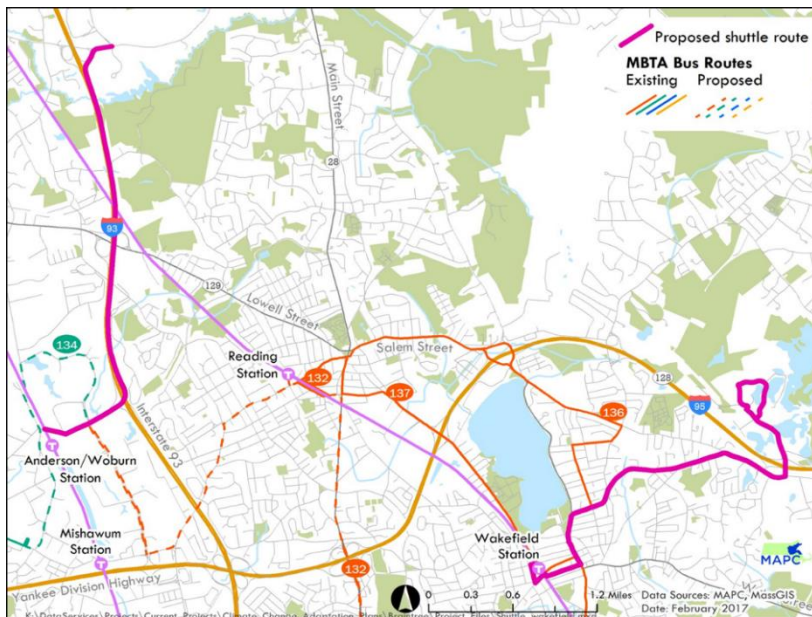 Proposed shuttle route
MBTA Bus Routes
Existing Proposed
Main Street
28
93
129
Lowell Street
134
Reading
Station
132
Salem Street
137
136
128
95
Interstate 93
Anderson/Woburn
Station
Mishawum
Station
Wakefield
Station
132
Yankee Division Highway
MAPC
0 0.3 0.6 1.2 Miles
Data Sources: MAPC, MassGIS
Date: February 2017